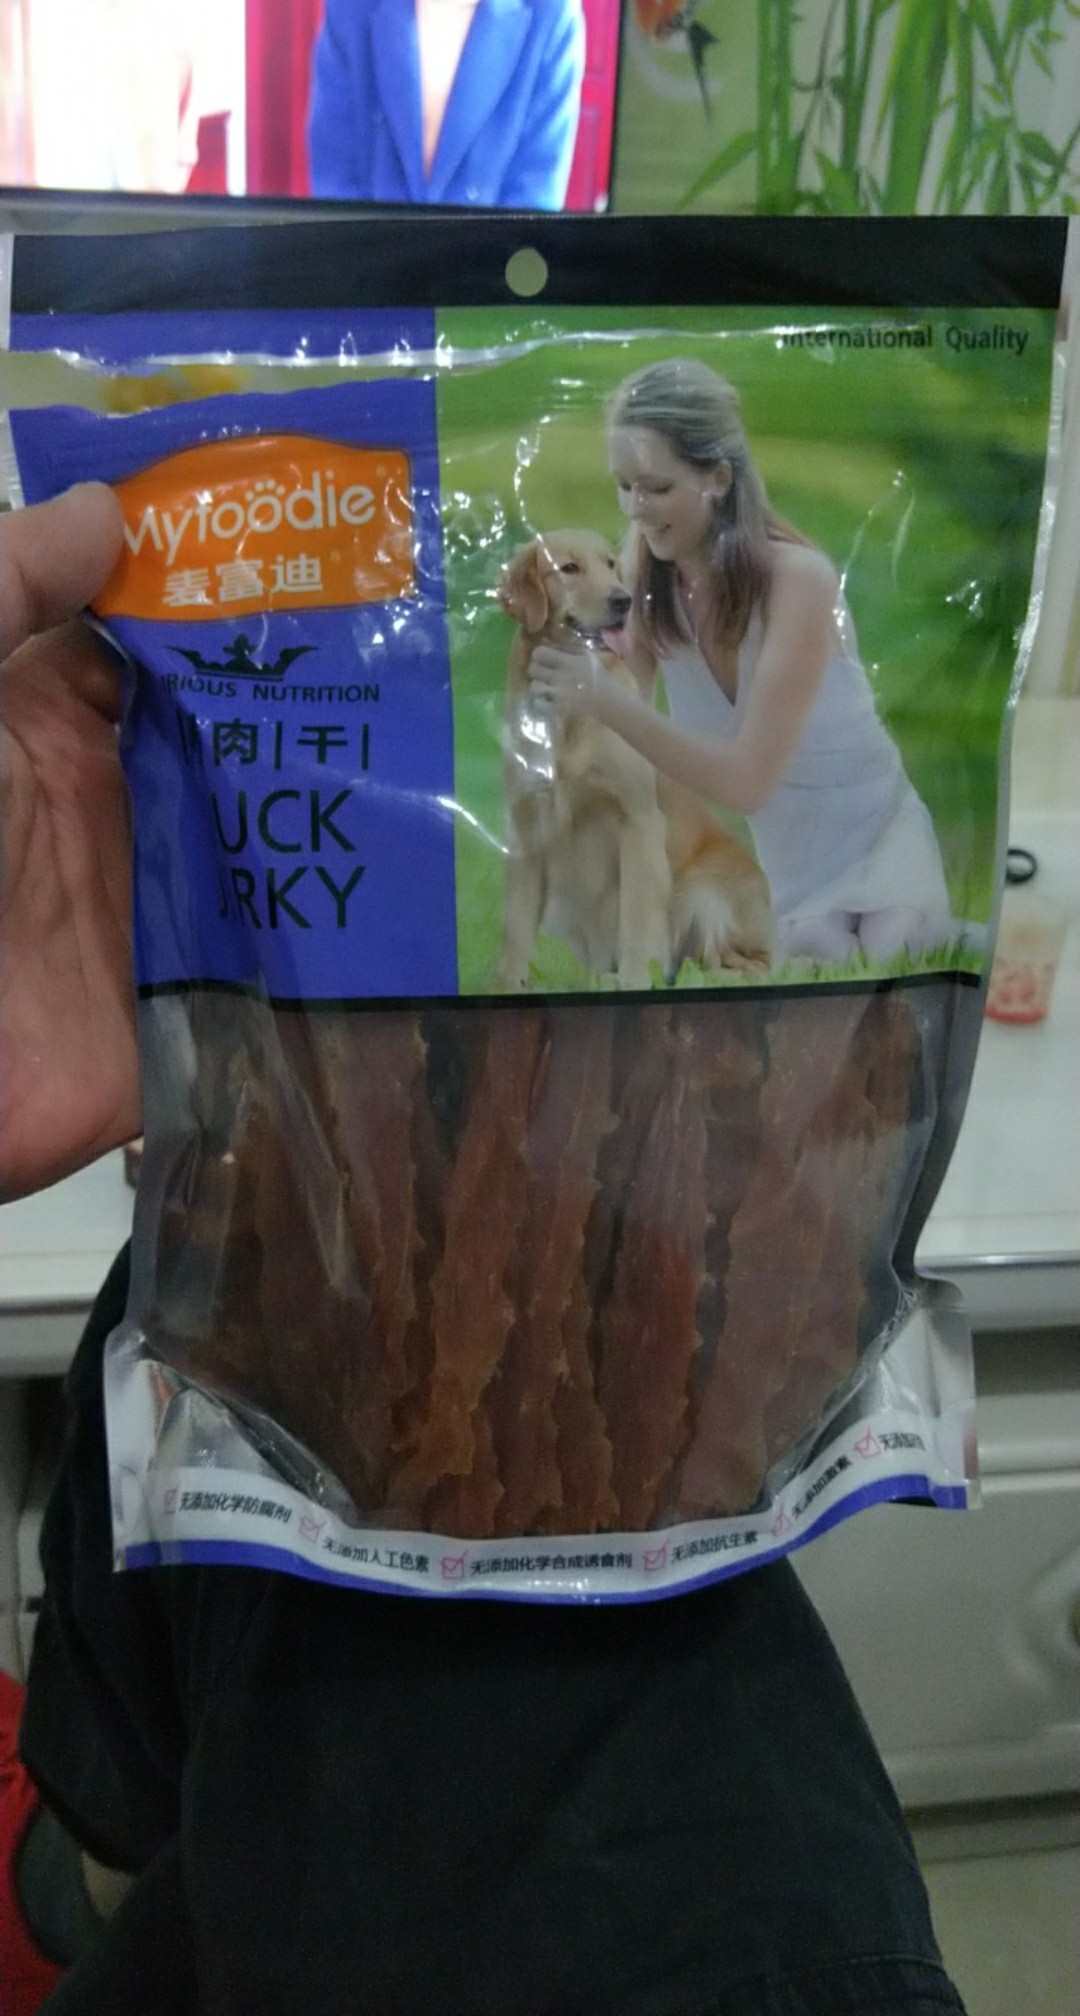 International Quality
Myfoodie
麦富迪
NUTRITION
肉|干|
UCK
RKY
无添加化学防腐剂
无添加人工色素
无添加化学合成诱食剂
无添加抗生素
无添加激素